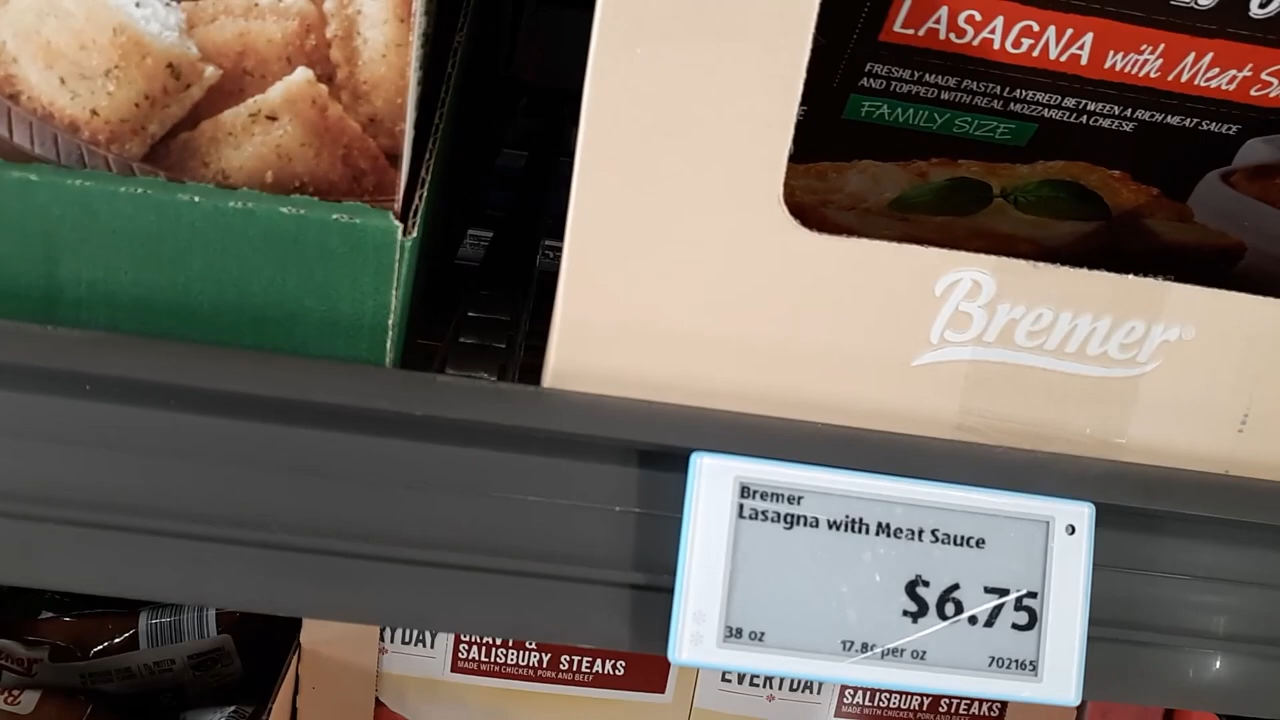 LASAGNA with Meat
FRESHLY MADE PASTA LAYERED BETWEEN A RICH MEAT SAUCE
AND TOPPED WITH REAL MOZZARELLA CHEESE
FAMILY SIZE
Bremer®
Bremer
Lasagna with Meat Sauce
$6.75
38 oz
17.8¢ per oz
702165
GRAVY &
SALISBURY STEAKS
MADE WITH CHICKEN, PORK AND BEEF
EVERYDAY
SALISBURY STEAKS
MADE WITH CHICKEN, PORK AND BEEF